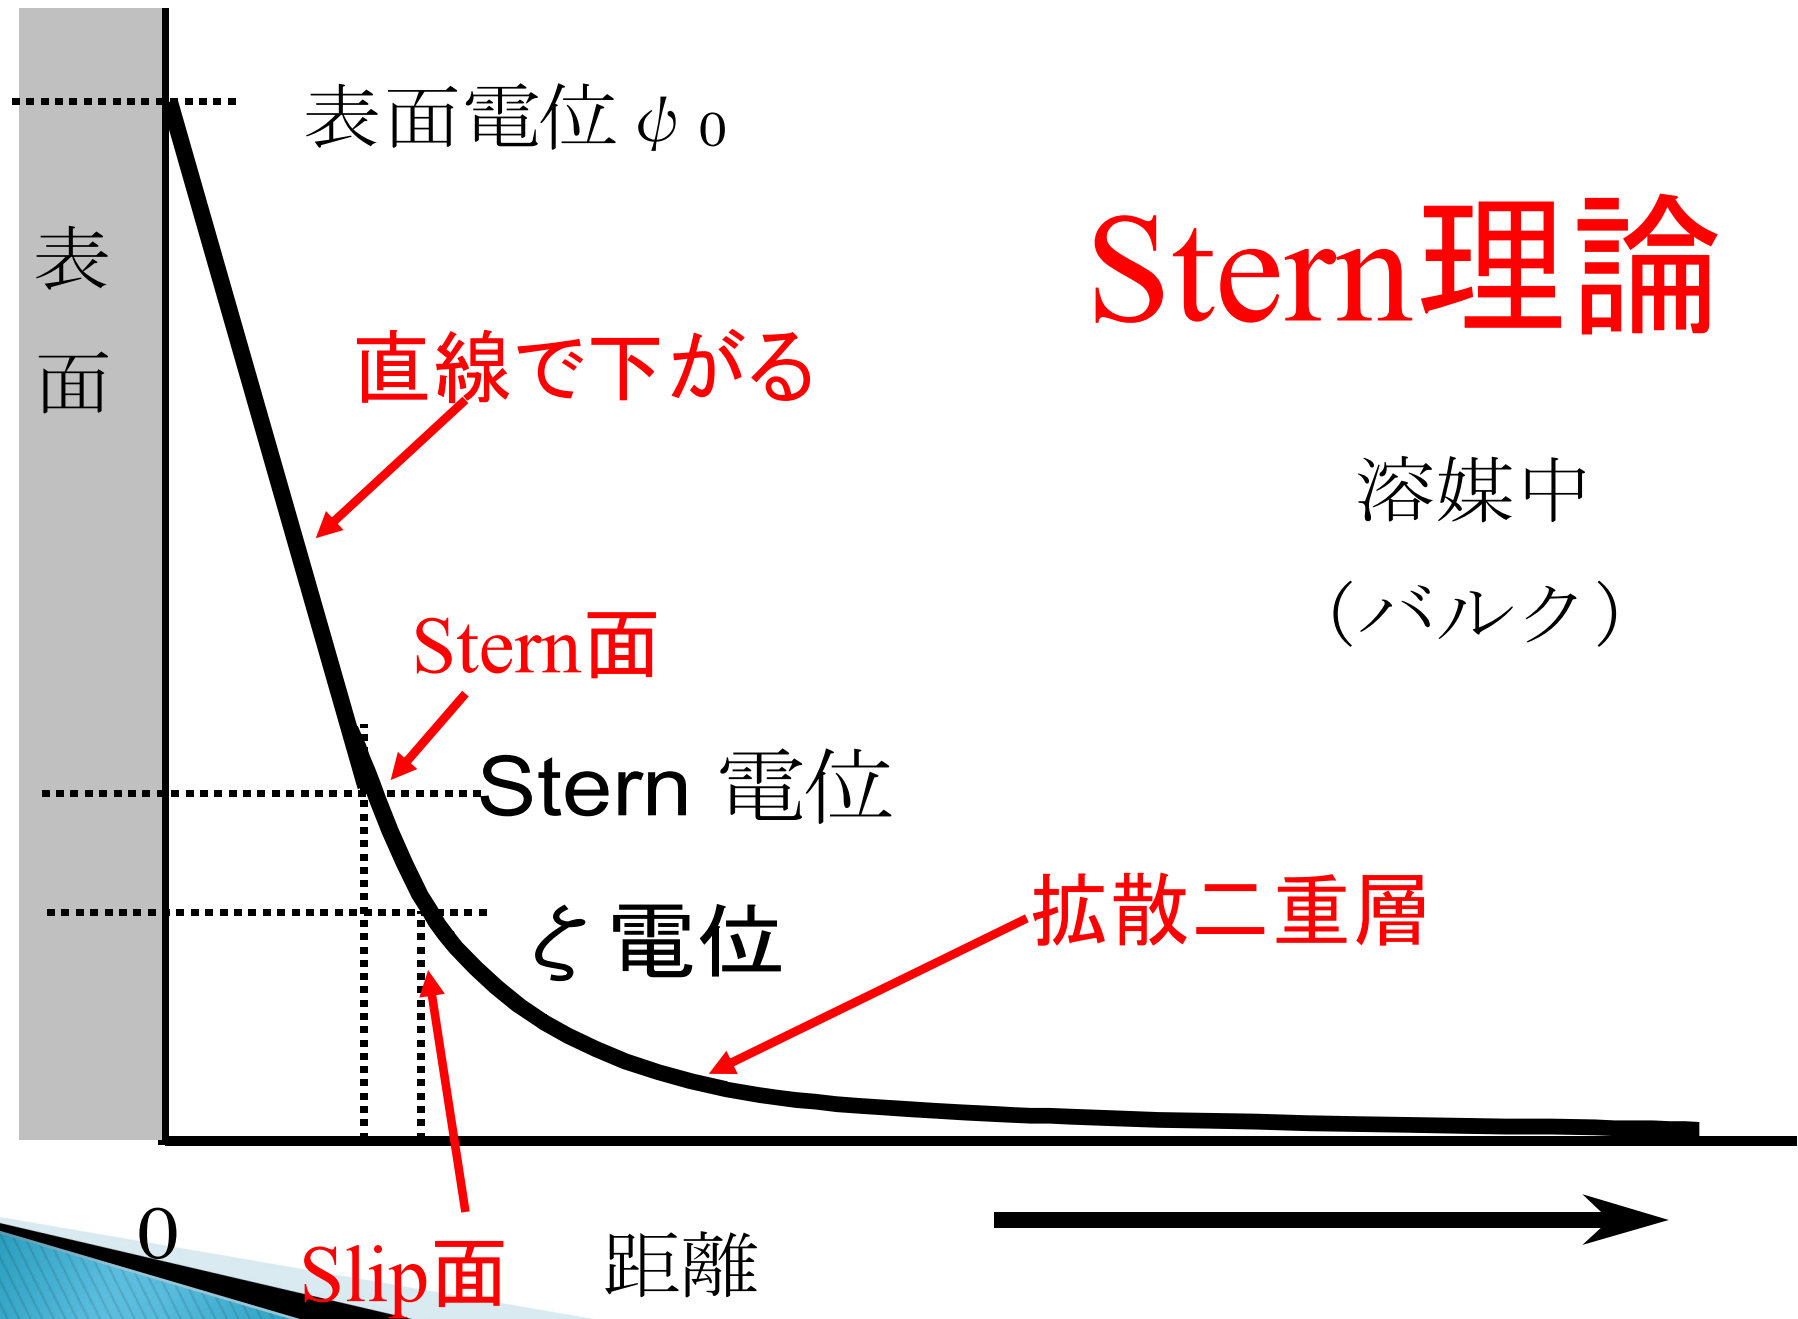 表面電位ψ0
Stern理論
表
面
直線で下がる
溶媒中
(バルク)
Stern面
Stern 電位
拡散二重層
ζ電位
0
Slip面
距離